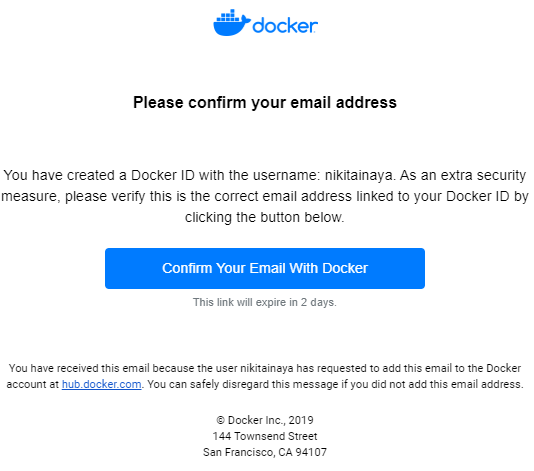 docker
Please confirm your email address
You have created a Docker ID with the username: nikitainaya. As an extra security
measure, please verify this is the correct email address linked to your Docker ID by
clicking the button below.
Confirm Your Email With Docker
This link will expire in 2 days.
You have received this email because the user nikitainaya has requested to add this email to the Docker
account at hub.docker.com. You can safely disregard this message if you did not add this email address.
© Docker Inc., 2019
144 Townsend Street
San Francisco, CA 94107